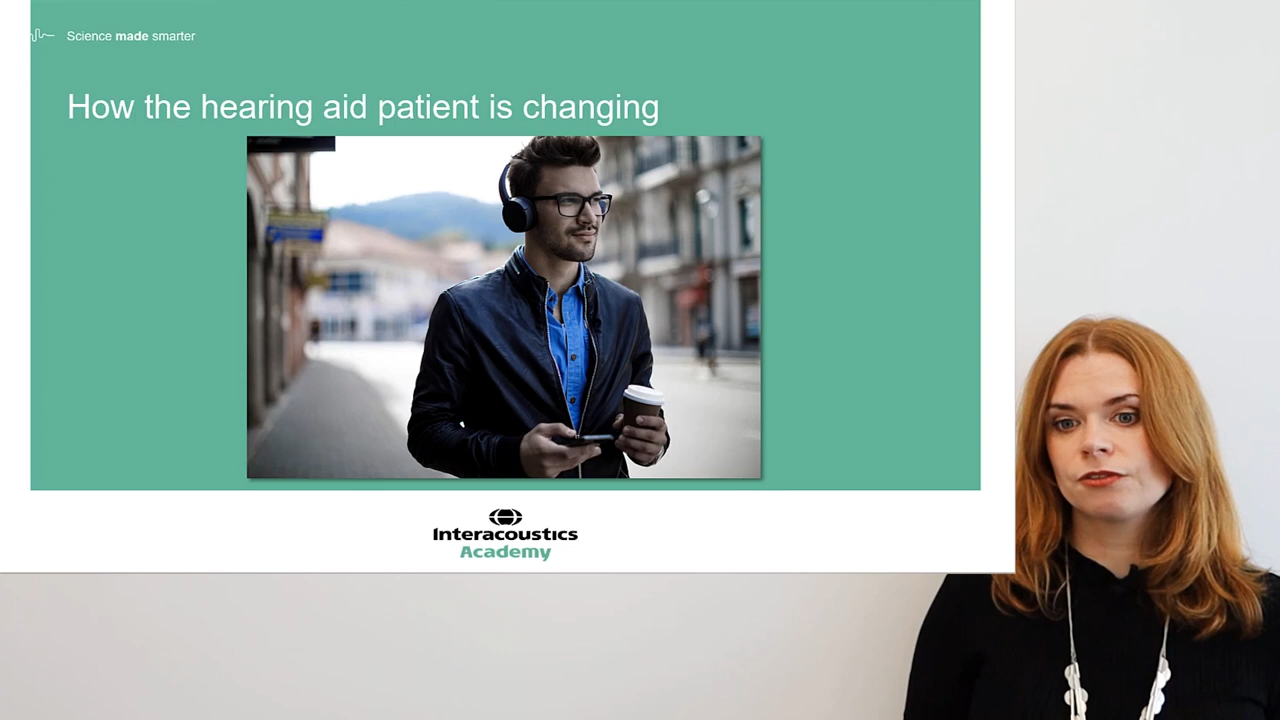 Science made smarter
How the hearing aid patient is changing
Interacoustics
Academy